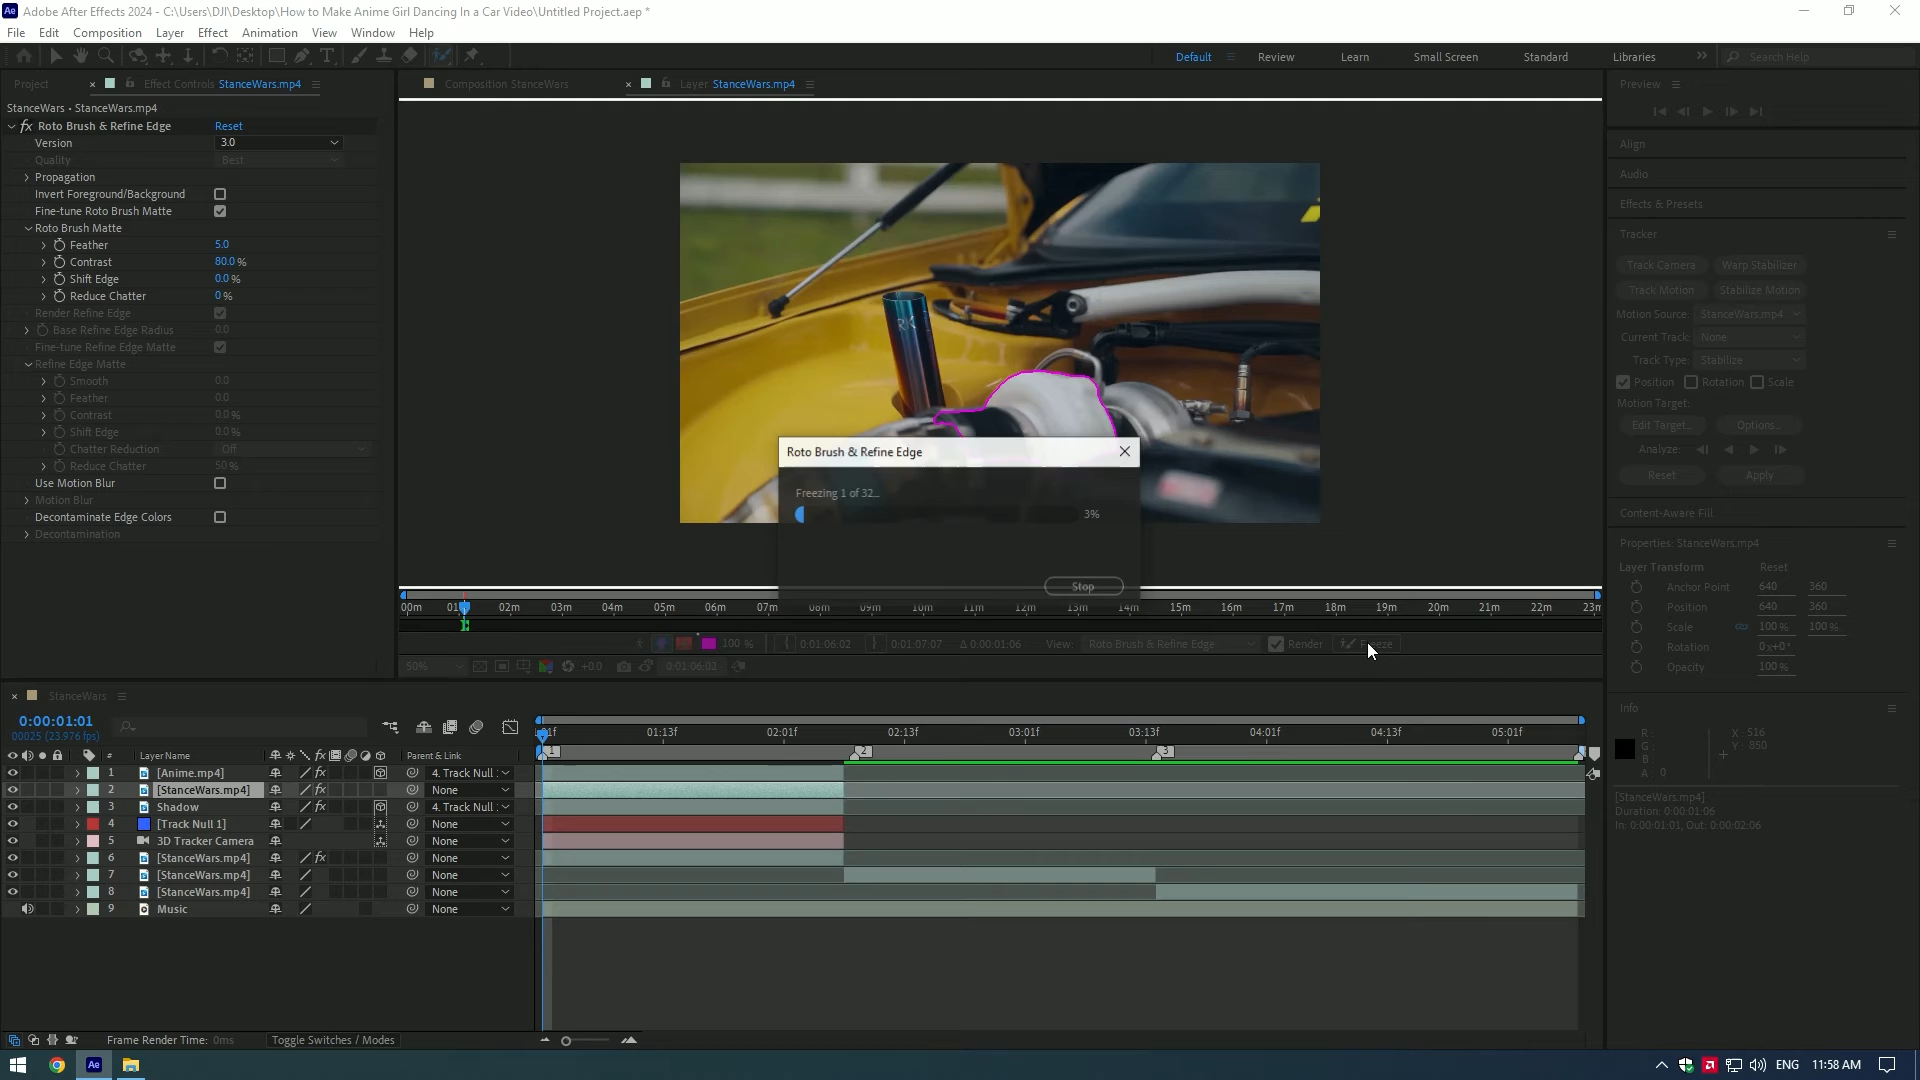 Adobe After Effects 2024 - C:\Users\DJI\Desktop\How to Make Anime Girl Dancing In a Car Video\Untitled Project.aep *
File Edit Composition Layer Effect Animation View Window Help
Default Review Learn Small Screen Standard Libraries Search Help
Project Effect Controls StanceWars.mp4
Composition StanceWars
Layer StanceWars.mp4
StanceWars • StanceWars.mp4
fx Roto Brush & Refine Edge Reset
Version 3.0
Quality Best
Propagation
Invert Foreground/Background
Fine-tune Roto Brush Matte
Roto Brush Matte
Feather 5.0
Contrast 80.0 %
Shift Edge 0.0 %
Reduce Chatter 0 %
Render Refine Edge
Base Refine Edge Radius 0.0
Fine-tune Refine Edge Matte
Refine Edge Matte
Smooth 0.0
Feather 0.0
Contrast 0.0 %
Shift Edge 0.0 %
Chatter Reduction Off
Reduce Chatter 50 %
Use Motion Blur
Motion Blur
Decontaminate Edge Colors
Decontamination
Roto Brush & Refine Edge
Freezing 1 of 32...
3%
Stop
00m 01 02m 03m 04m 05m 06m 07m 08m 09m 10m 11m 12m 13m 14m 15m 16m 17m 18m 19m 20m 21m 22m 23m
100 % 0:01:06:02 0:01:07:07 Δ 0:00:01:06 View: Roto Brush & Refine Edge Render Freeze
50% +0.0 0:01:06:02
Preview
Align
Audio
Effects & Presets
Tracker
Track Camera Warp Stabilizer
Track Motion Stabilize Motion
Motion Source: StanceWars.mp4
Current Track: None
Track Type: Stabilize
Position Rotation Scale
Motion Target:
Edit Target... Options...
Analyze:
Reset Apply
Content-Aware Fill
Properties: StanceWars.mp4
Layer Transform Reset
Anchor Point 640 360
Position 640 360
Scale 100 % 100 %
Rotation 0x+0°
Opacity 100 %
Info
R : X : 516
G : Y : 850
B :
A : 0
[StanceWars.mp4]
Duration: 0:00:01:06
In: 0:00:01:01, Out: 0:00:02:06
StanceWars
0:00:01:01
00025 (23.976 fps)
01f 01:13f 02:01f 02:13f 03:01f 03:13f 04:01f 04:13f 05:01f
1 2 3
# Layer Name fx Parent & Link
1 [Anime.mp4] fx 4. Track Null :
2 [StanceWars.mp4] fx None
3 Shadow fx 4. Track Null :
4 [Track Null 1] None
5 3D Tracker Camera None
6 [StanceWars.mp4] fx None
7 [StanceWars.mp4] None
8 [StanceWars.mp4] None
9 Music None
Frame Render Time: 0ms Toggle Switches / Modes
Ae ENG 11:58 AM